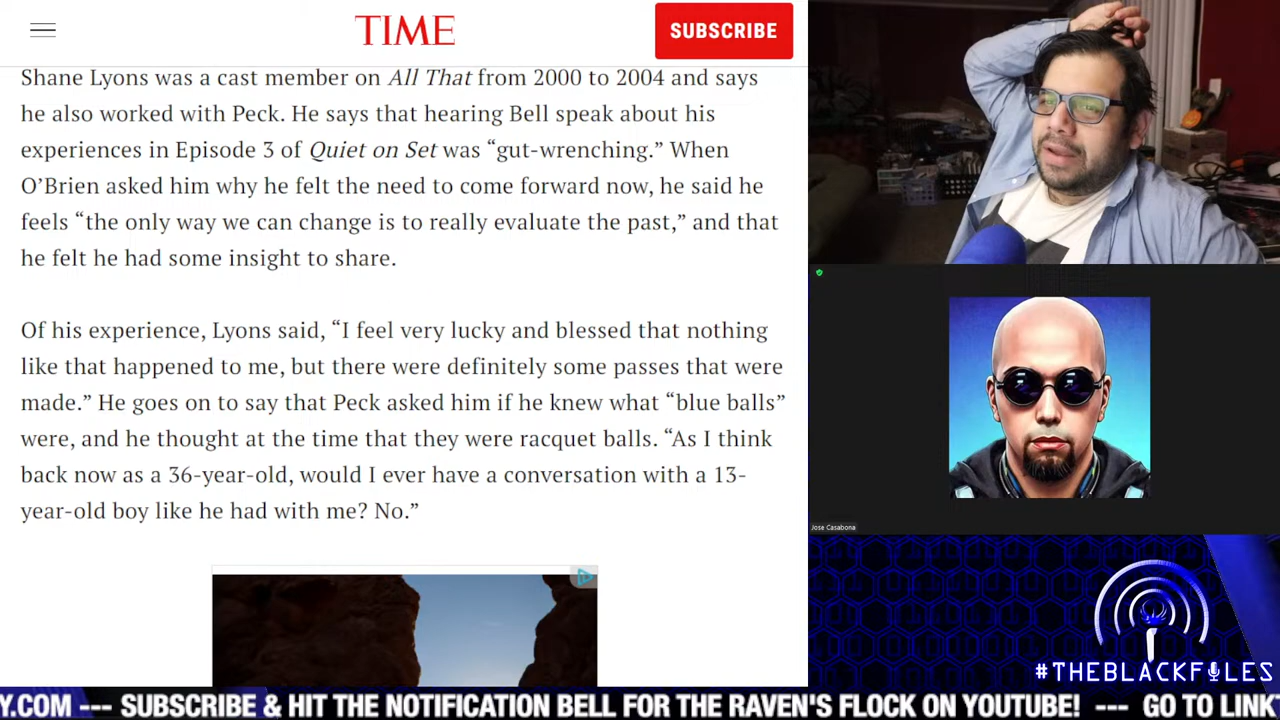 TIME
SUBSCRIBE
Shane Lyons was a cast member on All That from 2000 to 2004 and says
he also worked with Peck. He says that hearing Bell speak about his
experiences in Episode 3 of Quiet on Set was “gut-wrenching.” When
O’Brien asked him why he felt the need to come forward now, he said he
feels “the only way we can change is to really evaluate the past,” and that
he felt he had some insight to share.
Of his experience, Lyons said, “I feel very lucky and blessed that nothing
like that happened to me, but there were definitely some passes that were
made.” He goes on to say that Peck asked him if he knew what “blue balls”
were, and he thought at the time that they were racquet balls. “As I think
back now as a 36-year-old, would I ever have a conversation with a 13-
year-old boy like he had with me? No.”
Jose Casabona
#THEBLACKFILES
Y.COM --- SUBSCRIBE & HIT THE NOTIFICATION BELL FOR THE RAVEN'S FLOCK ON YOUTUBE! --- GO TO LINK